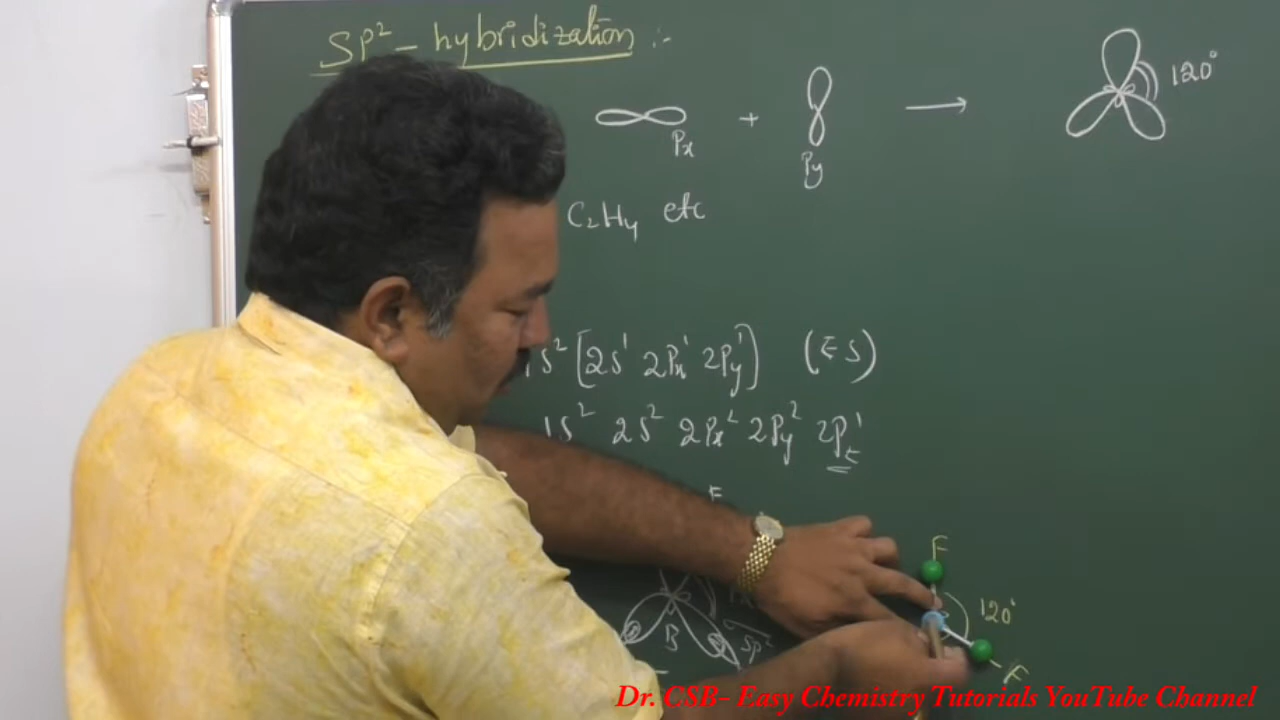 SP² - hybridization :-
Px + Py → 120°
C₂H₄ etc
1S² [2S¹ 2Px¹ 2Py¹] (ES)
1S² 2S² 2Px² 2Py² 2Pz¹
F
F
120°
B SP²
F
Dr. CSB- Easy Chemistry Tutorials YouTube Channel